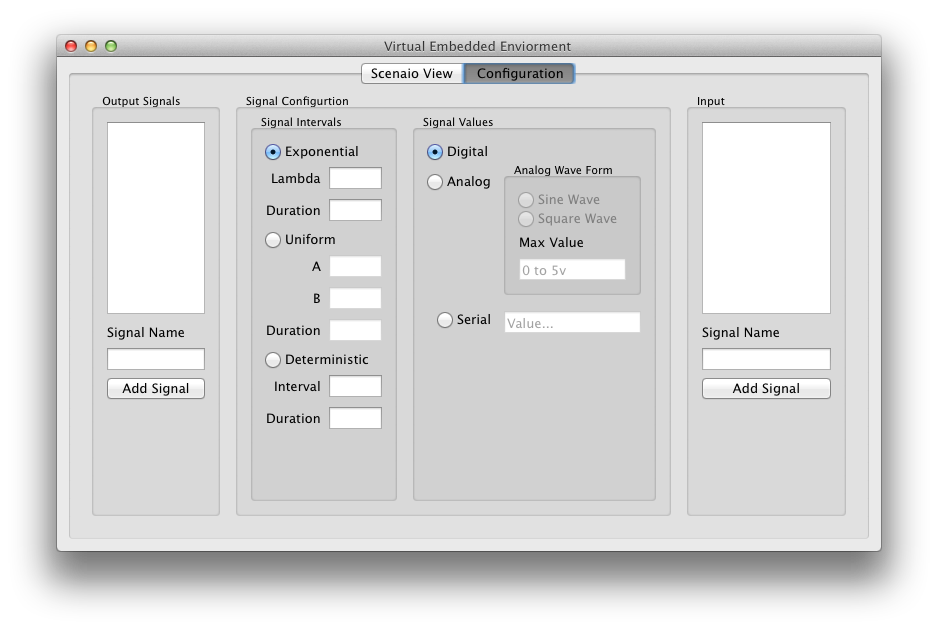 Virtual Embedded Enviorment
Scenaio View
Configuration
Output Signals
Signal Name
Add Signal
Signal Configurtion
Signal Intervals
Exponential
Lambda
Duration
Uniform
A
B
Duration
Deterministic
Interval
Duration
Signal Values
Digital
Analog
Analog Wave Form
Sine Wave
Square Wave
Max Value
0 to 5v
Serial
Value...
Input
Signal Name
Add Signal